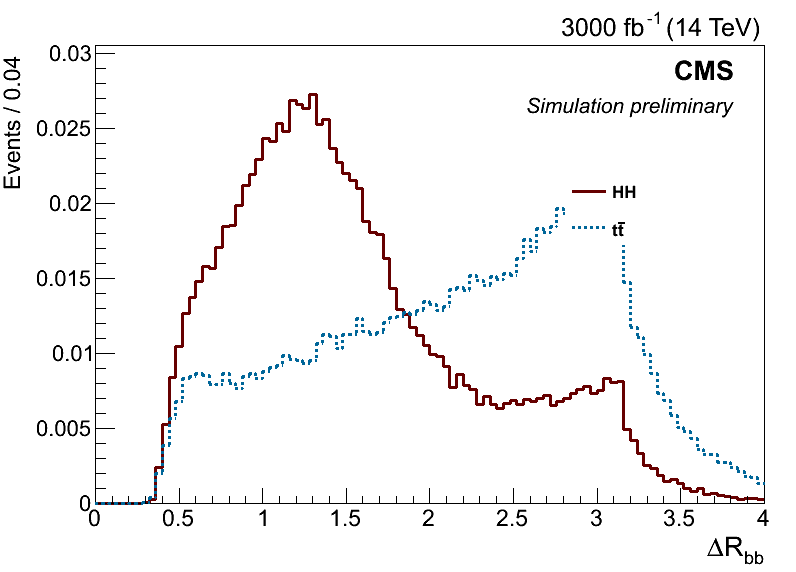 3000 fb⁻¹ (14 TeV)
CMS
Simulation preliminary
Events / 0.04
0.03
0.025
0.02
0.015
0.01
0.005
0
HH
tt̄
0 0.5 1 1.5 2 2.5 3 3.5 4
ΔR_bb